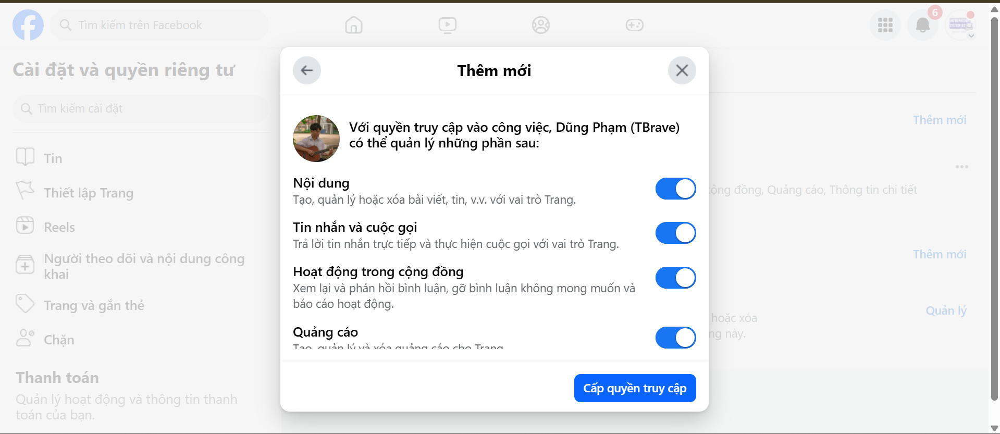 Tìm kiếm trên Facebook
6
Cài đặt và quyền riêng tư
Tìm kiếm cài đặt
Tin
Thiết lập Trang
Reels
Người theo dõi và nội dung công
khai
Trang và gắn thẻ
Chặn
Thanh toán
Quản lý hoạt động và thông tin thanh
toán của bạn.
Thêm mới
Với quyền truy cập vào công việc, Dũng Phạm (TBrave)
có thể quản lý những phần sau:
Nội dung
Tạo, quản lý hoặc xóa bài viết, tin, v.v. với vai trò Trang.
Tin nhắn và cuộc gọi
Trả lời tin nhắn trực tiếp và thực hiện cuộc gọi với vai trò Trang.
Hoạt động trong cộng đồng
Xem lại và phản hồi bình luận, gỡ bình luận không mong muốn và
báo cáo hoạt động.
Quảng cáo
Tạo, quản lý và xóa quảng cáo cho Trang.
Cấp quyền truy cập
Thêm mới
cộng đồng, Quảng cáo, Thông tin chi tiết
Thêm mới
Quản lý
hoặc xóa
này.